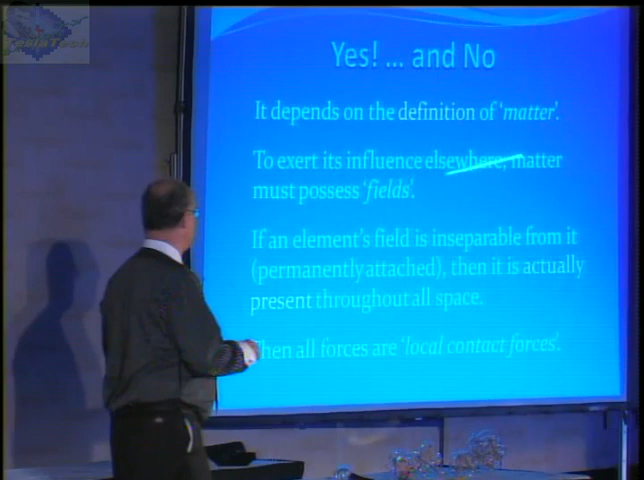 TeslaTech
Yes! ... and No
It depends on the definition of 'matter'.
To exert its influence elsewhere, matter
must possess 'fields'.
If an element's field is inseparable from it
(permanently attached), then it is actually
present throughout all space.
hen all forces are 'local contact forces'.